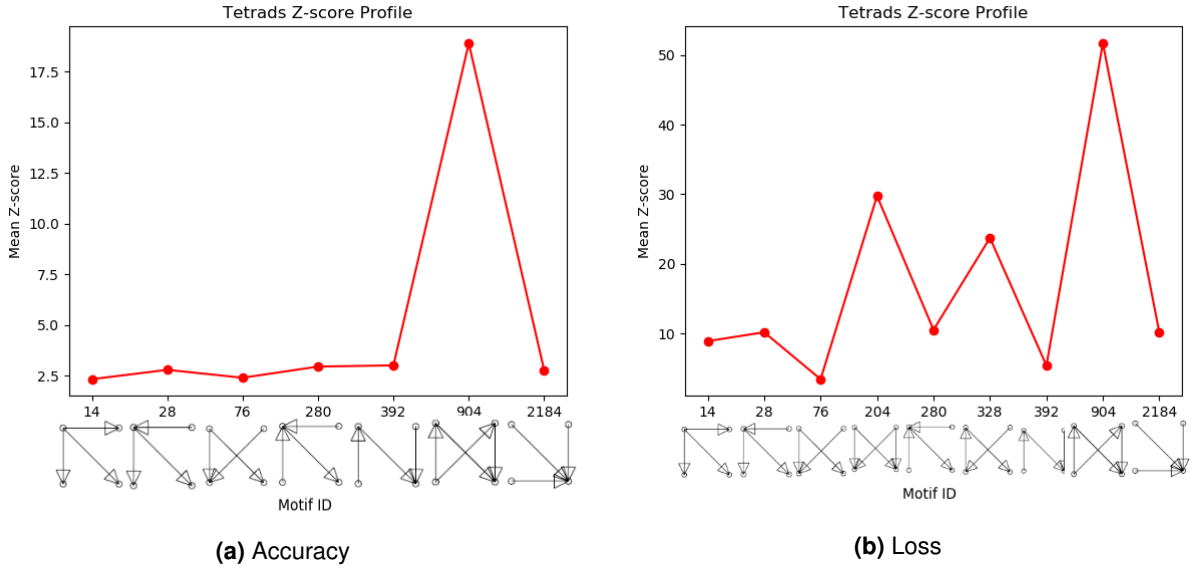 Tetrads Z-score Profile
Mean Z-score
17.5
15.0
12.5
10.0
7.5
5.0
2.5
14 28 76 280 392 904 2184
Motif ID
(a) Accuracy
Tetrads Z-score Profile
Mean Z-score
50
40
30
20
10
14 28 76 204 280 328 392 904 2184
Motif ID
(b) Loss